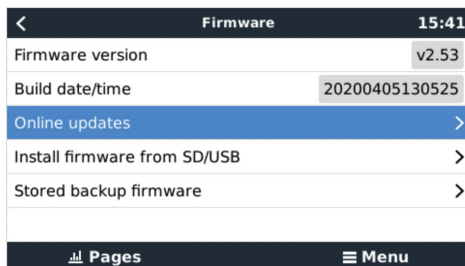 Firmware 15:41
Firmware version v2.53
Build date/time 20200405130525
Online updates
Install firmware from SD/USB
Stored backup firmware
Pages Menu